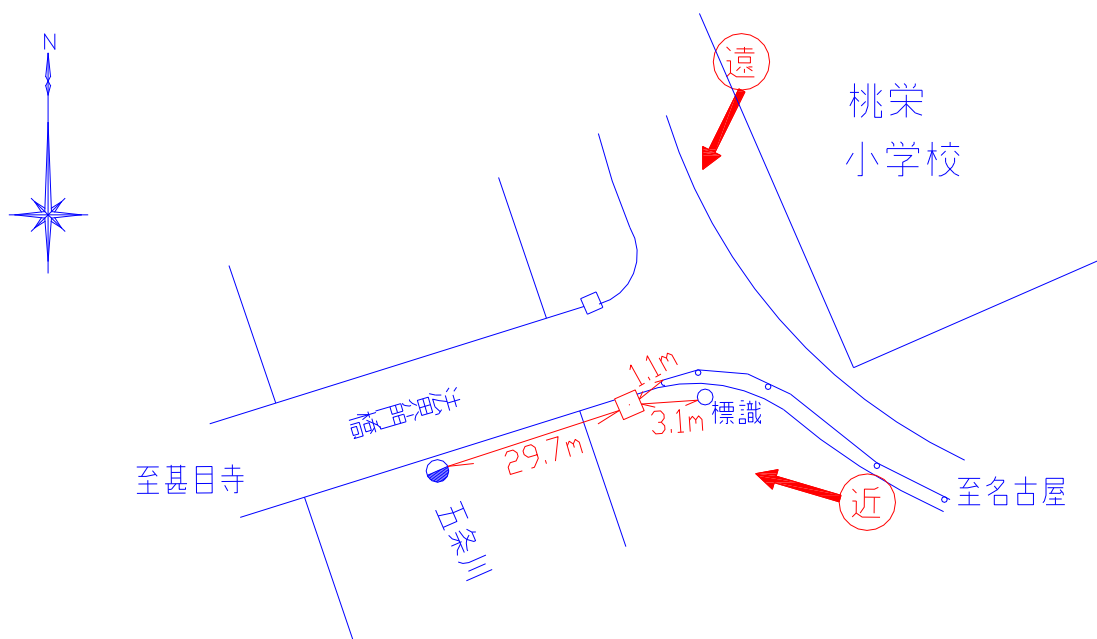 N
遠
桃栄
小学校
1.1m
法界門橋
標識
3.1m
29.7m
至甚目寺
近
至名古屋
五条川